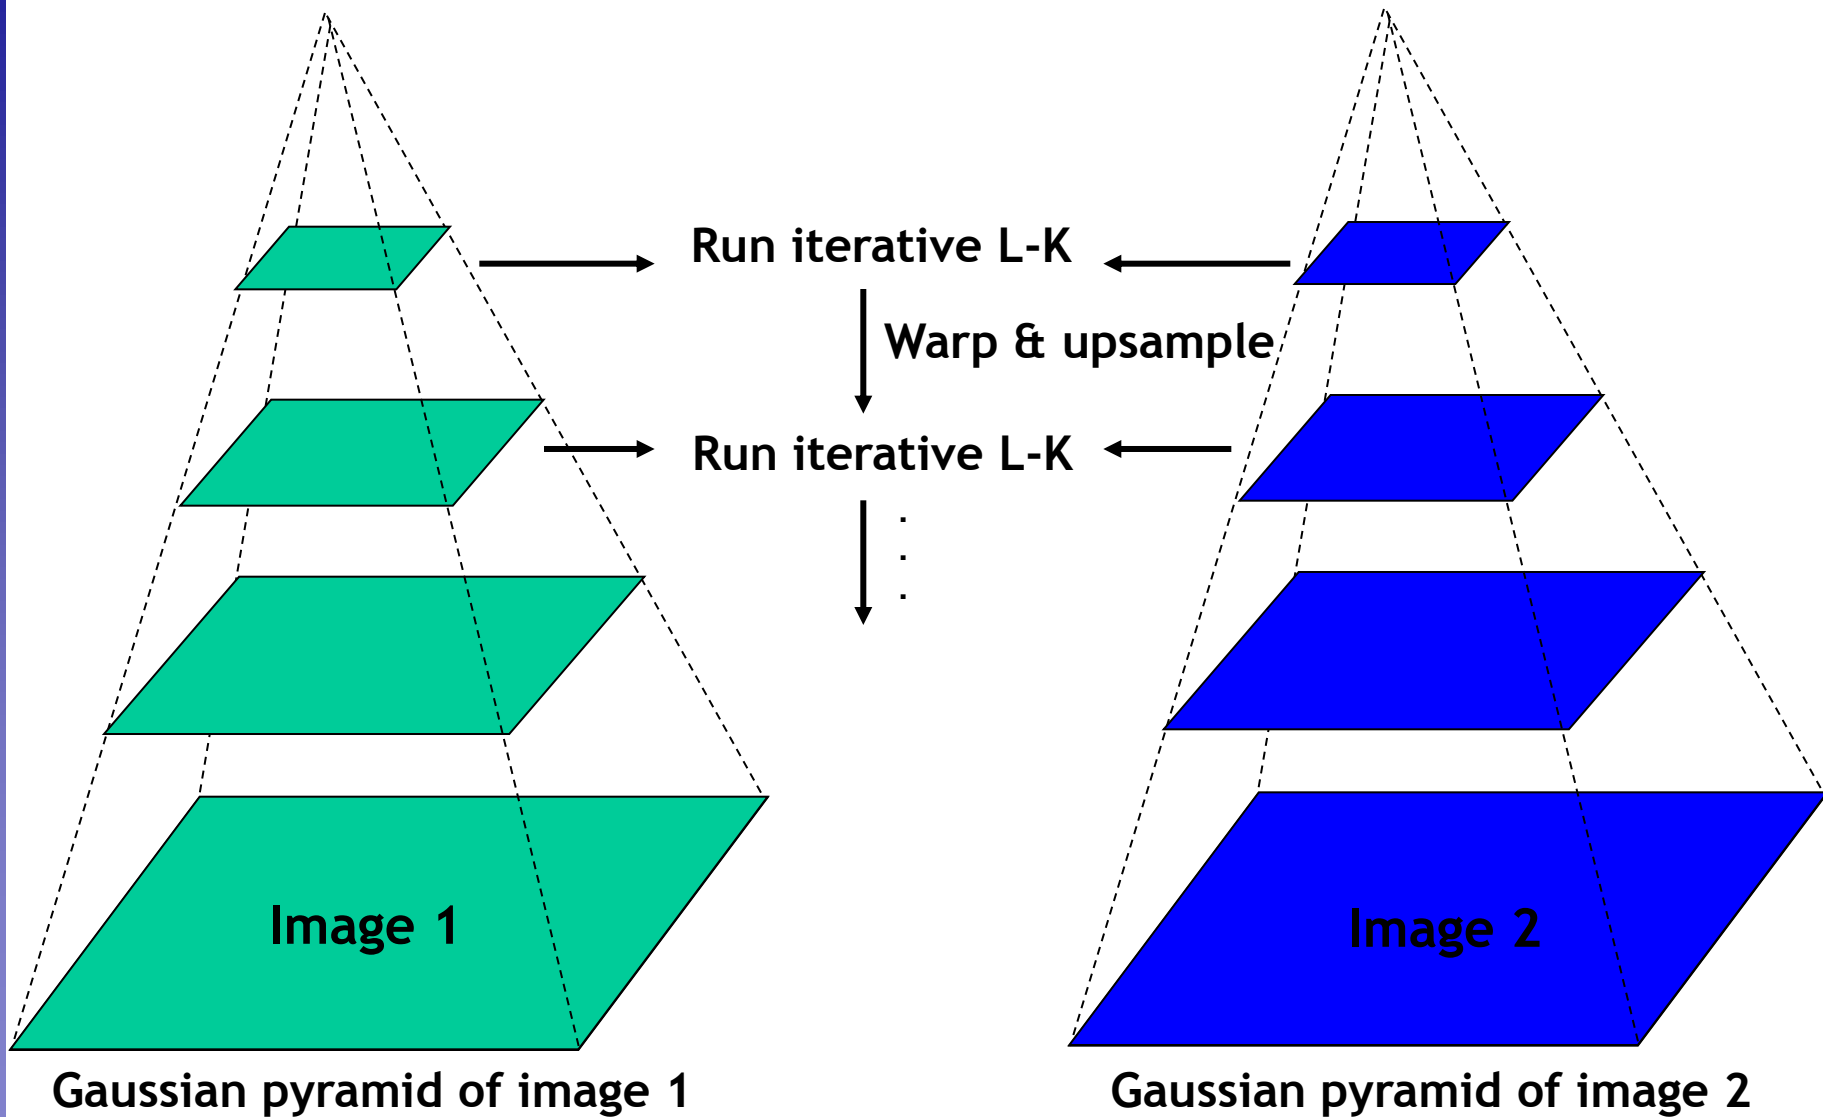 Run iterative L-K
Warp & upsample
Run iterative L-K
.
.
.
Image 1
Image 2
Gaussian pyramid of image 1
Gaussian pyramid of image 2